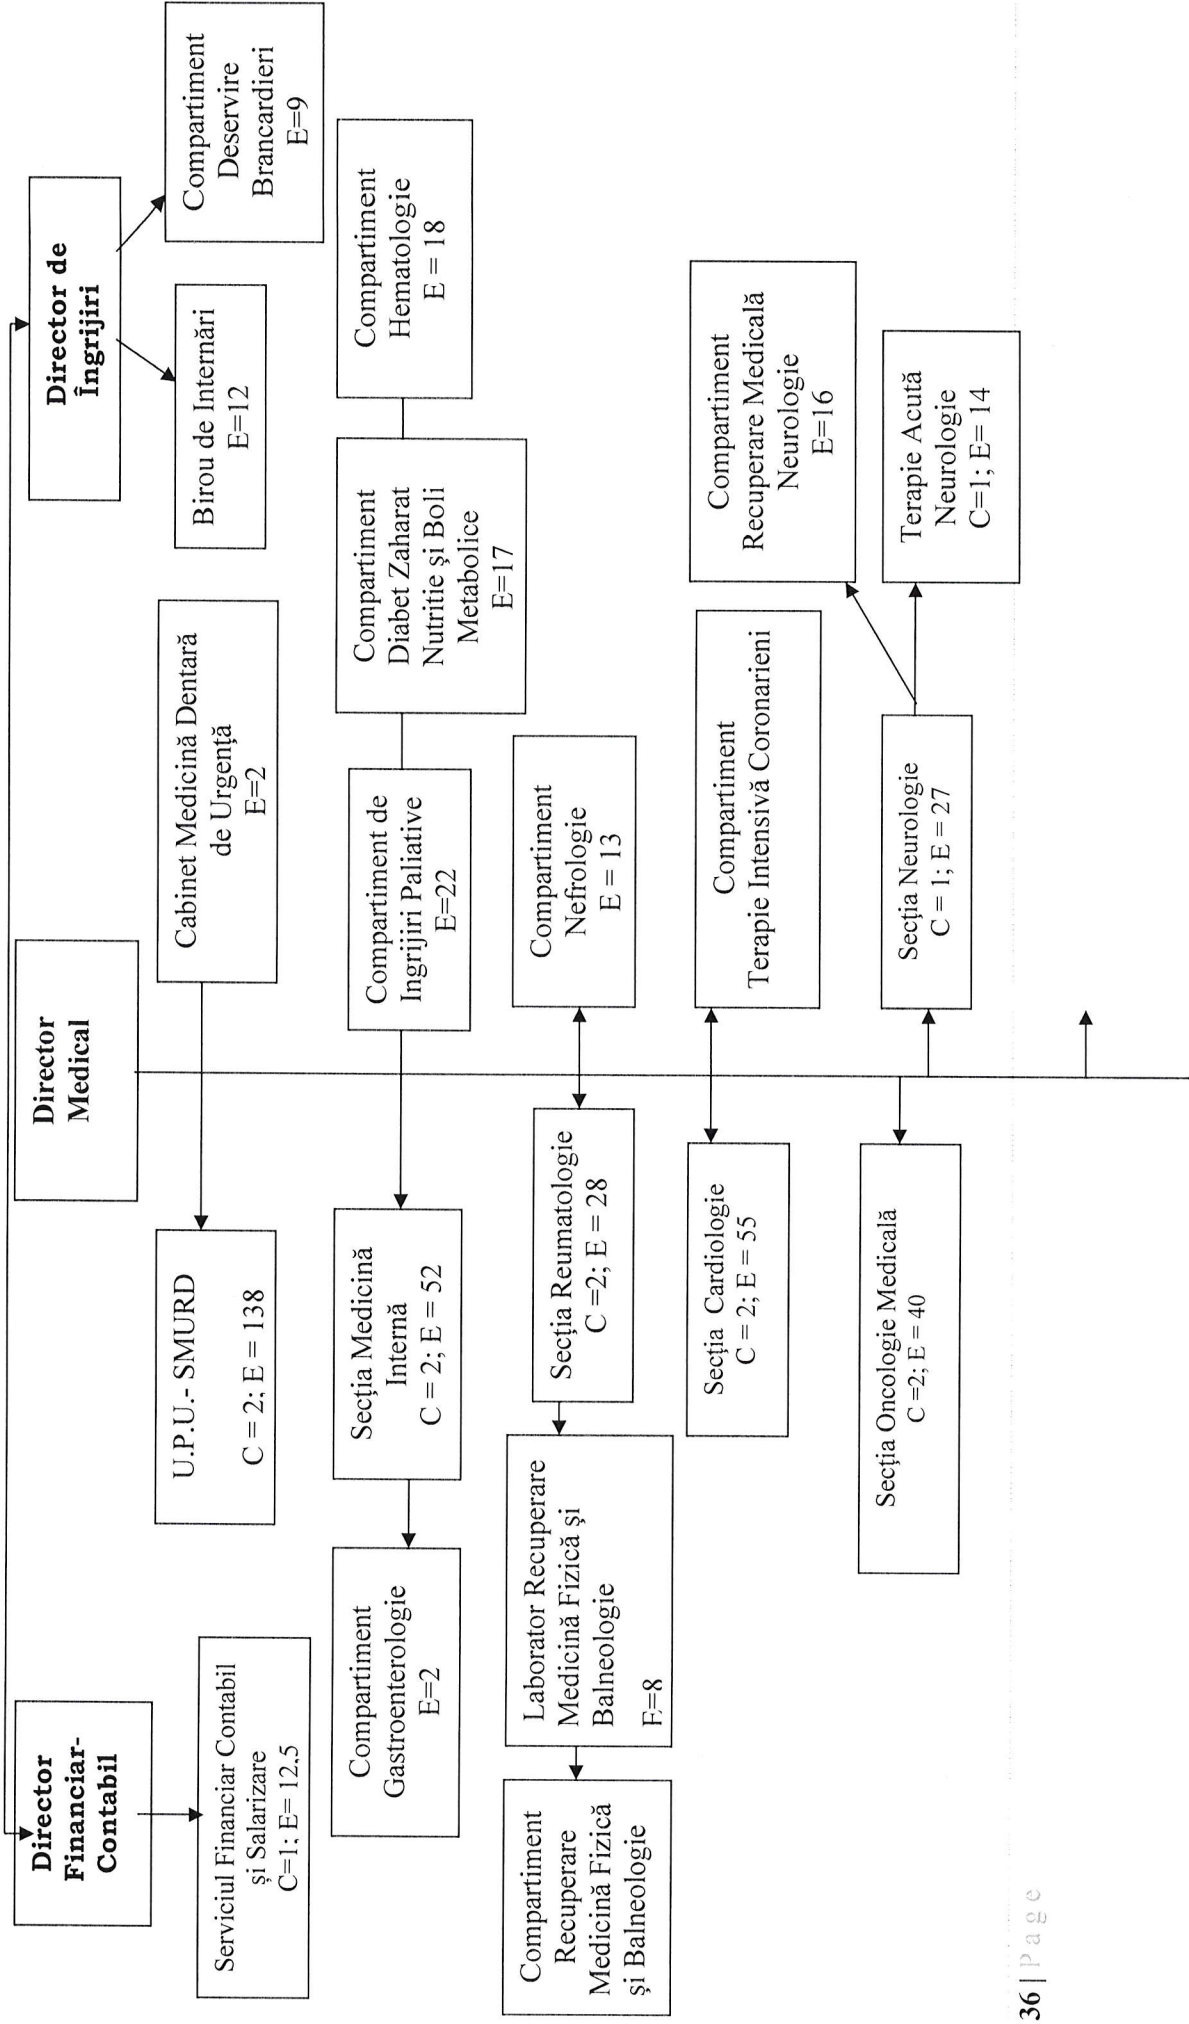 Director
Financiar-
Contabil
Director
Medical
Director de
Îngrijiri
Serviciul Financiar Contabil
și Salarizare
C=1; E= 12,5
U.P.U.- SMURD
C = 2; E = 138
Cabinet Medicină Dentară
de Urgență
E=2
Birou de Internări
E=12
Compartiment
Deservire
Brancardieri
E=9
Compartiment
Gastroenterologie
E=2
Secția Medicină
Internă
C = 2; E = 52
Compartiment de
Ingrijiri Paliative
E=22
Compartiment
Diabet Zaharat
Nutritie și Boli
Metabolice
E=17
Compartiment
Hematologie
E = 18
Compartiment
Recuperare
Medicină Fizică
și Balneologie
Laborator Recuperare
Medicină Fizică și
Balneologie
E=8
Secția Reumatologie
C =2; E = 28
Compartiment
Nefrologie
E = 13
Secția Cardiologie
C = 2; E = 55
Compartiment
Terapie Intensivă Coronarieni
Compartiment
Recuperare Medicală
Neurologie
E=16
Secția Oncologie Medicală
C =2; E = 40
Secția Neurologie
C = 1; E = 27
Terapie Acută
Neurologie
C=1; E= 14
36 | Page